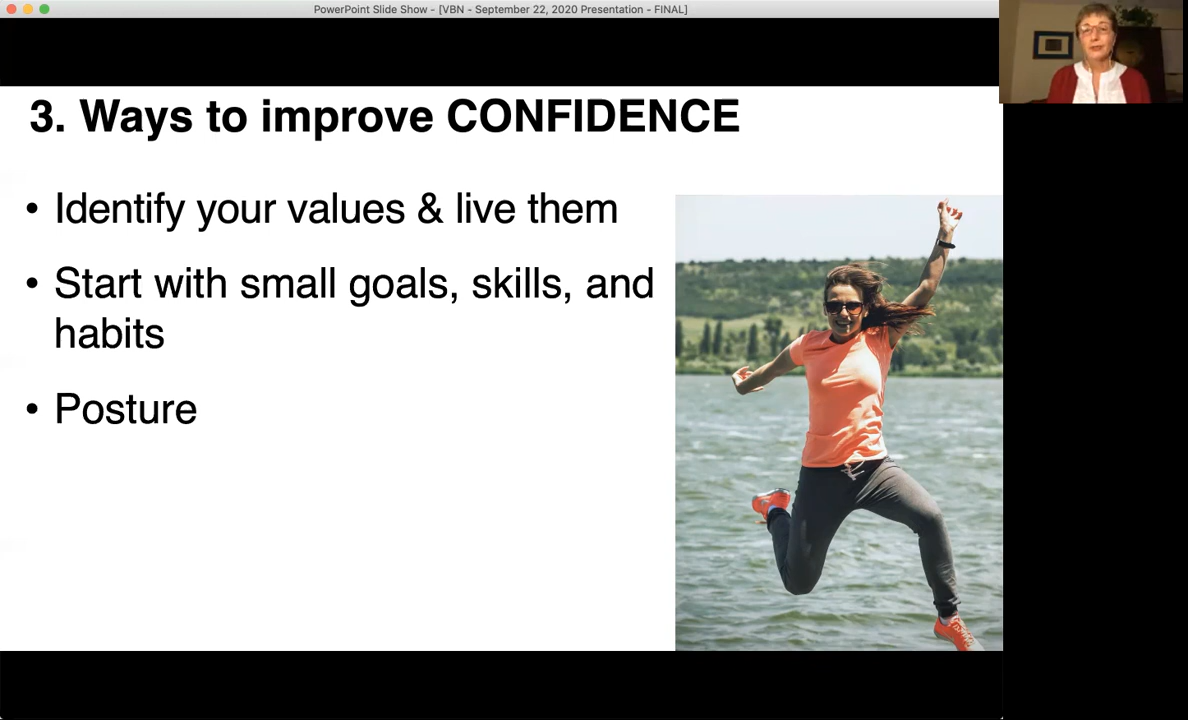 PowerPoint Slide Show - [VBN - September 22, 2020 Presentation - FINAL]
3. Ways to improve CONFIDENCE
• Identify your values & live them
• Start with small goals, skills, and
habits
• Posture